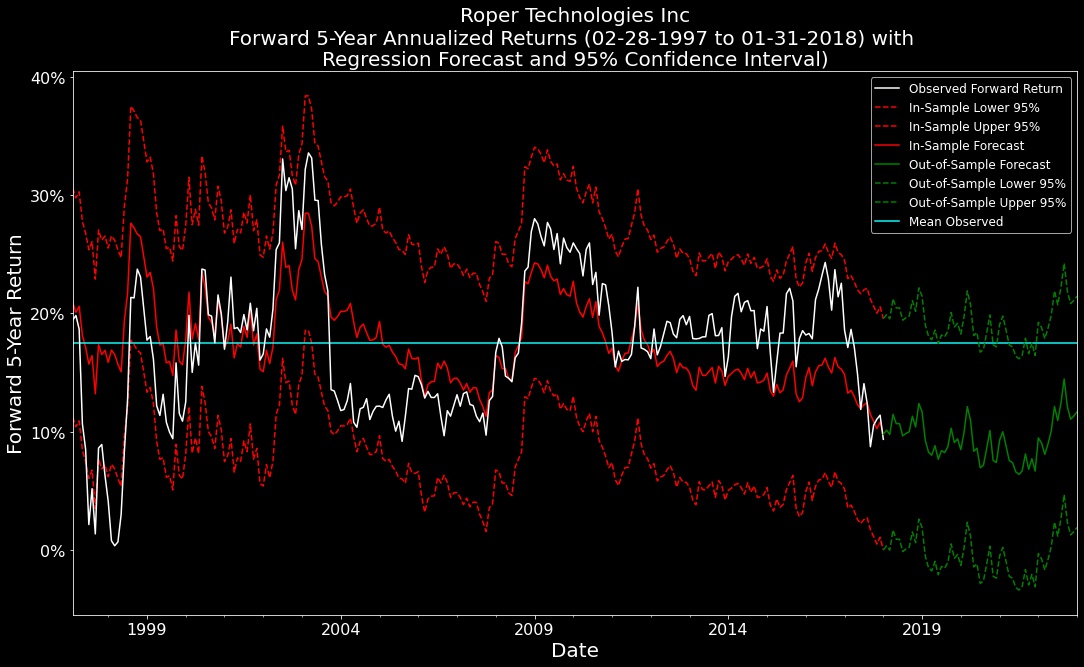 Roper Technologies Inc
Forward 5-Year Annualized Returns (02-28-1997 to 01-31-2018) with
Regression Forecast and 95% Confidence Interval)
40%
30%
20%
10%
0%
Forward 5-Year Return
Observed Forward Return
In-Sample Lower 95%
In-Sample Upper 95%
In-Sample Forecast
Out-of-Sample Forecast
Out-of-Sample Lower 95%
Out-of-Sample Upper 95%
Mean Observed
1999
2004
2009
2014
2019
Date